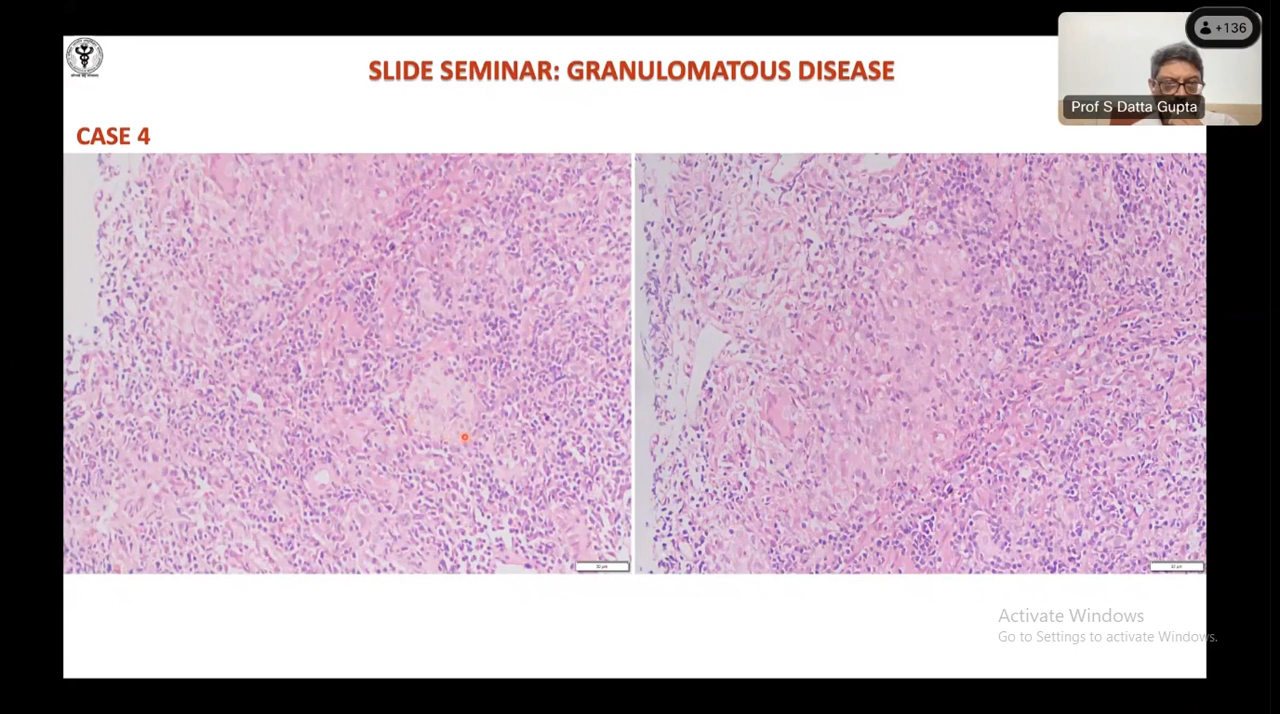 +136
SLIDE SEMINAR: GRANULOMATOUS DISEASE
Prof S Datta Gupta
CASE 4
Activate Windows
Go to Settings to activate Windows.